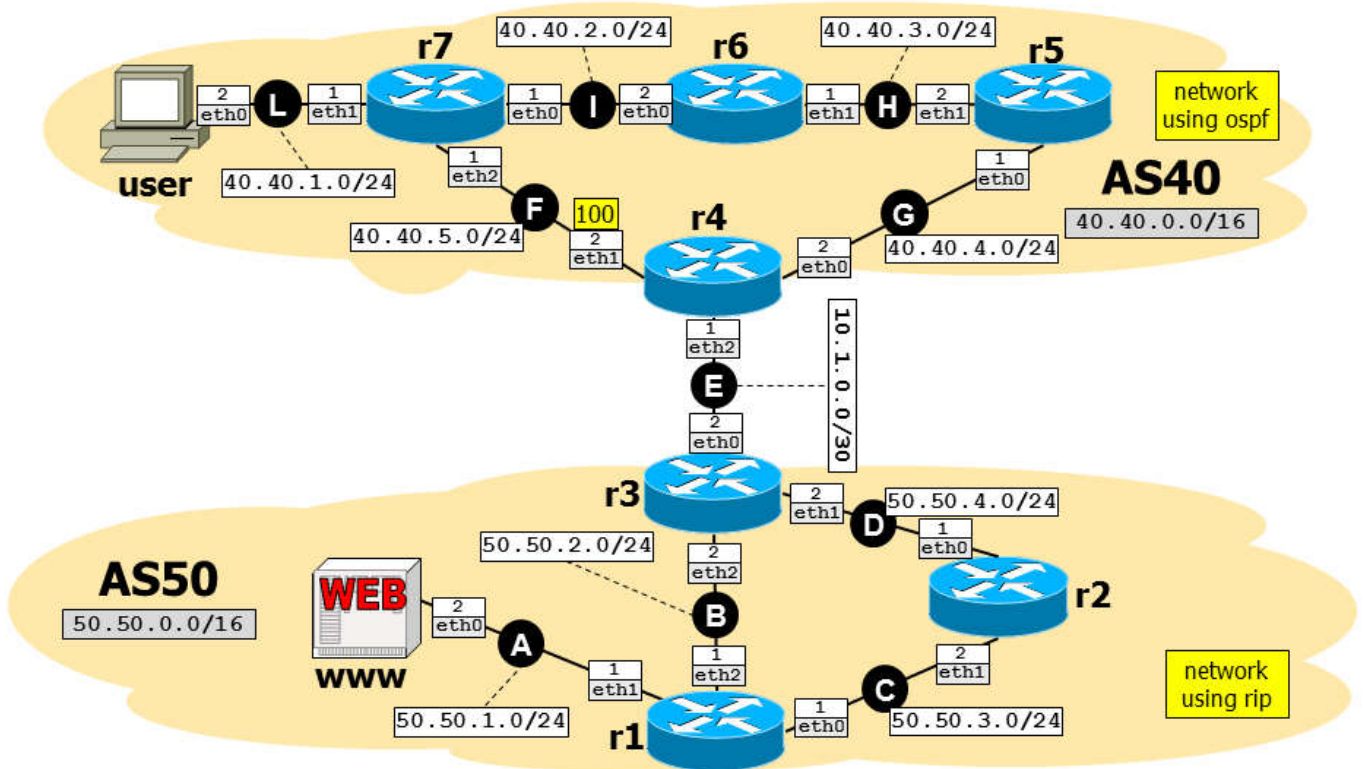 40.40.2.0/24
40.40.3.0/24
r7
r6
r5
2
eth0
L
1
eth1
1
eth0
I
2
eth0
1
eth1
H
2
eth1
network
using ospf
user
40.40.1.0/24
1
eth2
1
eth0
AS40
40.40.0.0/16
F
100
40.40.5.0/24
2
eth1
r4
G
2
eth0
40.40.4.0/24
1
eth2
10.1.0.0/30
E
2
eth0
r3
2
eth1
D
50.50.4.0/24
1
eth0
50.50.2.0/24
2
eth2
AS50
50.50.0.0/16
WEB
r2
2
eth0
B
A
www
1
eth1
1
eth2
2
eth1
C
network
using rip
50.50.1.0/24
r1
1
eth0
50.50.3.0/24